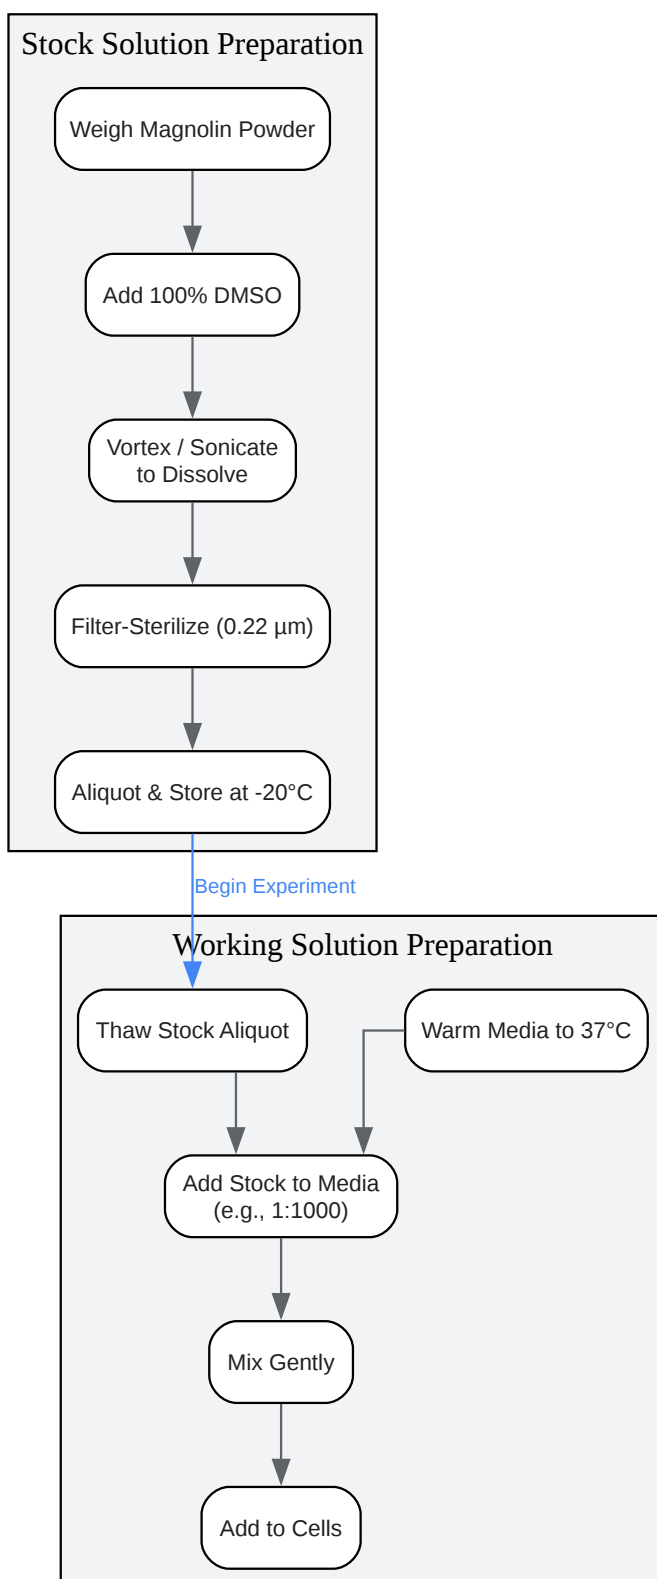 Stock Solution Preparation
Weigh Magnolin Powder
Add 100% DMSO
Vortex / Sonicate
to Dissolve
Filter-Sterilize (0.22 µm)
Aliquot & Store at -20°C
Begin Experiment
Working Solution Preparation
Thaw Stock Aliquot
Warm Media to 37°C
Add Stock to Media
(e.g., 1:1000)
Mix Gently
Add to Cells